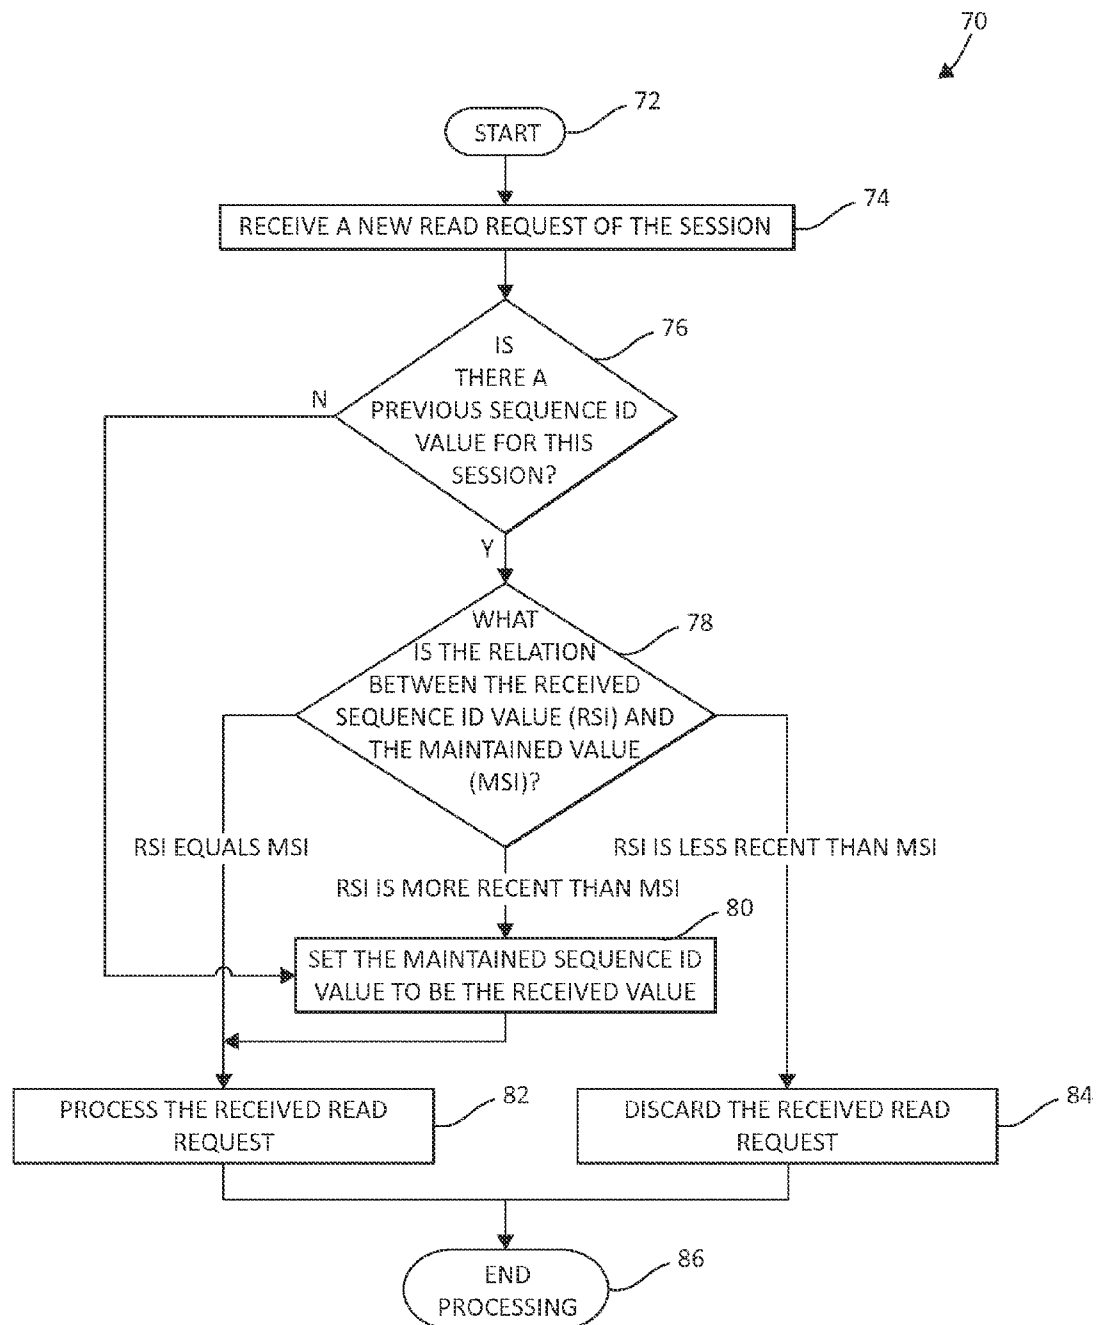 70
START
72
RECEIVE A NEW READ REQUEST OF THE SESSION
74
IS
THERE A
PREVIOUS SEQUENCE ID
VALUE FOR THIS
SESSION?
76
N
Y
WHAT
IS THE RELATION
BETWEEN THE RECEIVED
SEQUENCE ID VALUE (RSI) AND
THE MAINTAINED VALUE
(MSI)?
78
RSI EQUALS MSI
RSI IS LESS RECENT THAN MSI
RSI IS MORE RECENT THAN MSI
80
SET THE MAINTAINED SEQUENCE ID
VALUE TO BE THE RECEIVED VALUE
PROCESS THE RECEIVED READ
REQUEST
82
DISCARD THE RECEIVED READ
REQUEST
84
END
PROCESSING
86